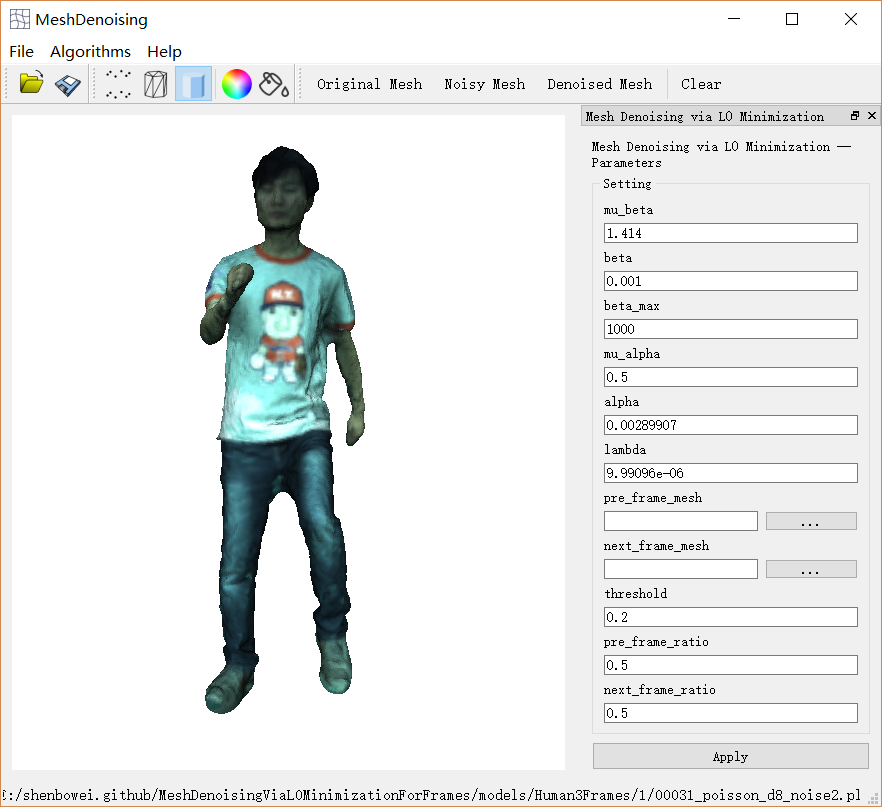 MeshDenoising
File Algorithms Help
Original Mesh Noisy Mesh Denoised Mesh Clear
Mesh Denoising via L0 Minimization
Mesh Denoising via L0 Minimization —
Parameters
Setting
mu_beta
1.414
beta
0.001
beta_max
1000
mu_alpha
0.5
alpha
0.00289907
lambda
9.99096e-06
pre_frame_mesh
...
next_frame_mesh
...
threshold
0.2
pre_frame_ratio
0.5
next_frame_ratio
0.5
Apply
:/shenbowei.github/MeshDenoisingViaL0MinimizationForFrames/models/Human3Frames/1/00031_poisson_d8_noise2.pl